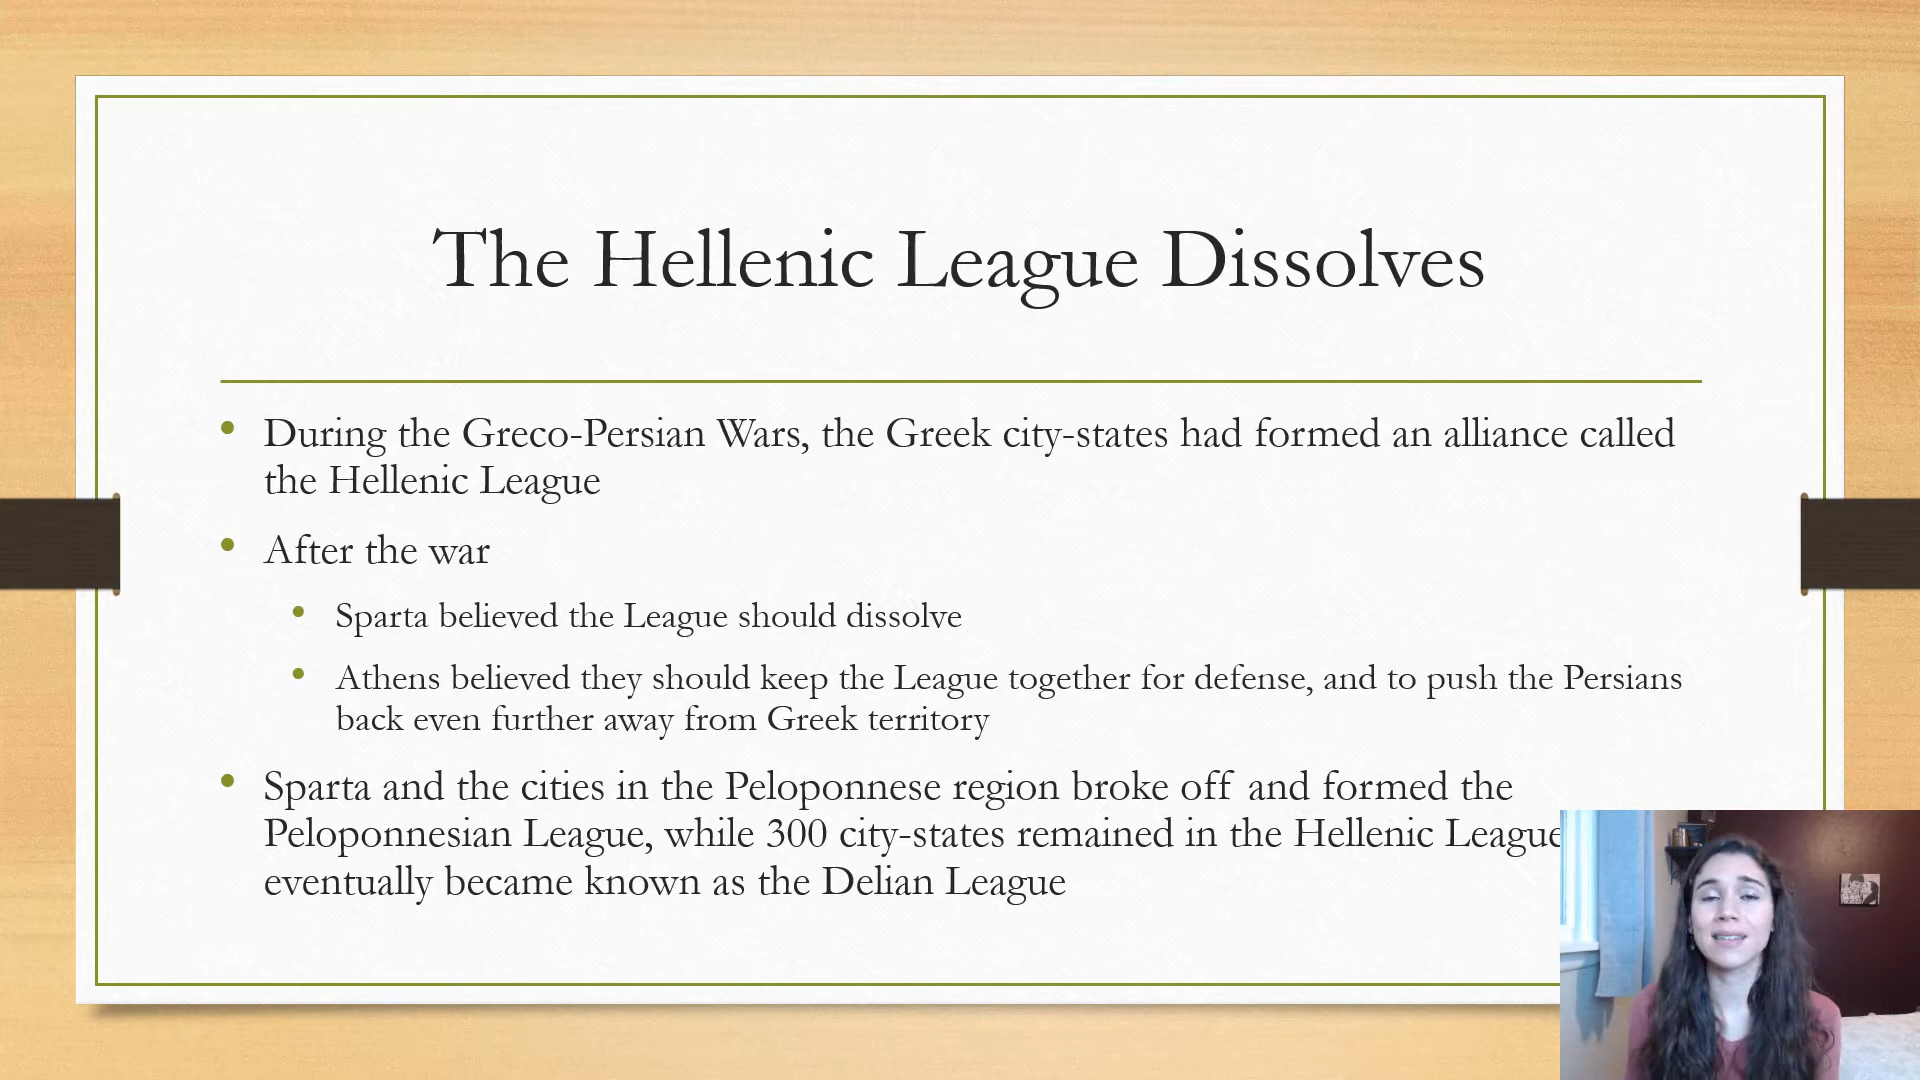 The Hellenic League Dissolves
• During the Greco-Persian Wars, the Greek city-states had formed an alliance called
the Hellenic League
• After the war
• Sparta believed the League should dissolve
• Athens believed they should keep the League together for defense, and to push the Persians
back even further away from Greek territory
• Sparta and the cities in the Peloponnese region broke off and formed the
Peloponnesian League, while 300 city-states remained in the Hellenic League
eventually became known as the Delian League